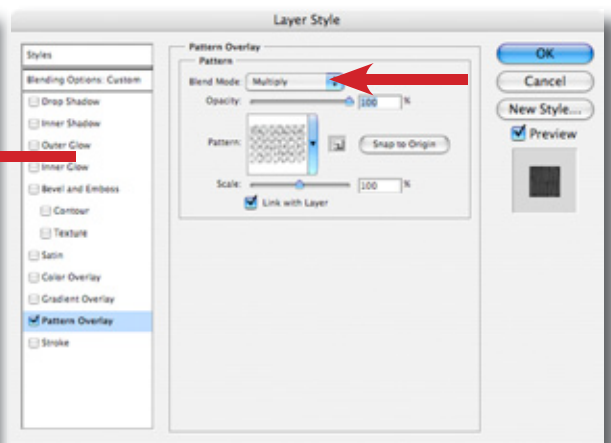 Layer Style
Styles
Blending Options: Custom
Drop Shadow
Inner Shadow
Outer Glow
Inner Glow
Bevel and Emboss
Contour
Texture
Satin
Color Overlay
Gradient Overlay
Pattern Overlay
Stroke
Pattern Overlay
Pattern
Blend Mode: Multiply
Opacity: 100 %
Pattern:
Snap to Origin
Scale: 100 %
Link with Layer
OK
Cancel
New Style...
Preview